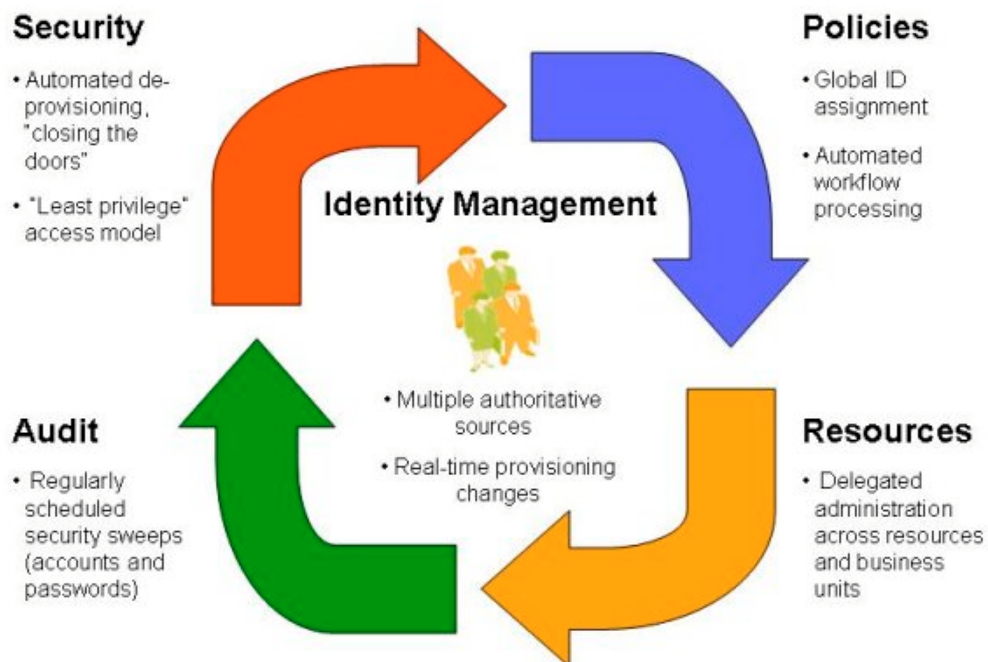 Security
• Automated de-
provisioning,
"closing the
doors"
• "Least privilege"
access model
Policies
• Global ID
assignment
• Automated
workflow
processing
Identity Management
• Multiple authoritative
sources
• Real-time provisioning
changes
Audit
• Regularly
scheduled
security sweeps
(accounts and
passwords)
Resources
• Delegated
administration
across resources
and business
units